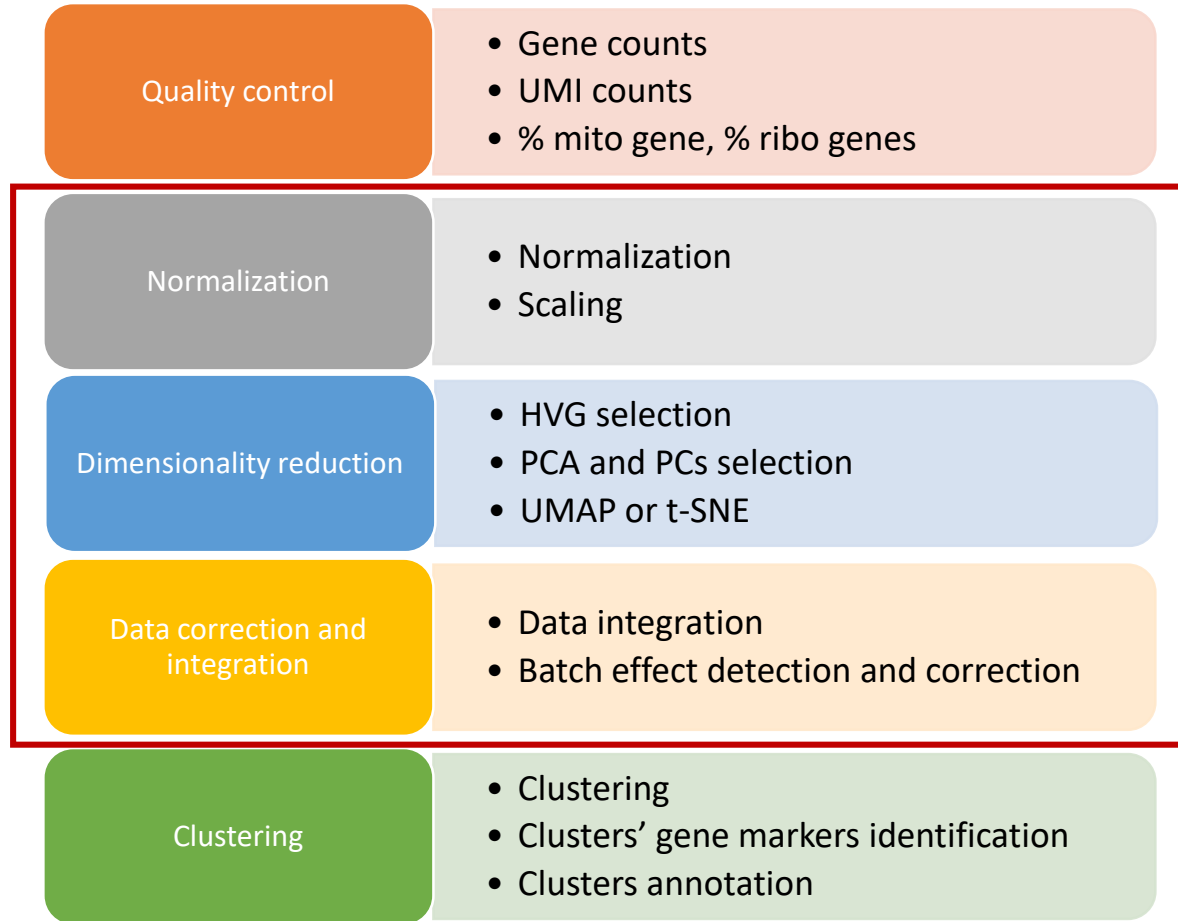 Quality control
• Gene counts
• UMI counts
• % mito gene, % ribo genes
Normalization
• Normalization
• Scaling
Dimensionality reduction
• HVG selection
• PCA and PCs selection
• UMAP or t-SNE
Data correction and
integration
• Data integration
• Batch effect detection and correction
Clustering
• Clustering
• Clusters’ gene markers identification
• Clusters annotation